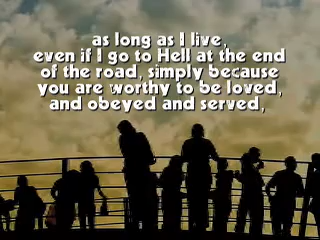 as long as I live,
even if I go to Hell at the end
of the road, simply because
you are worthy to be loved,
and obeyed and served,